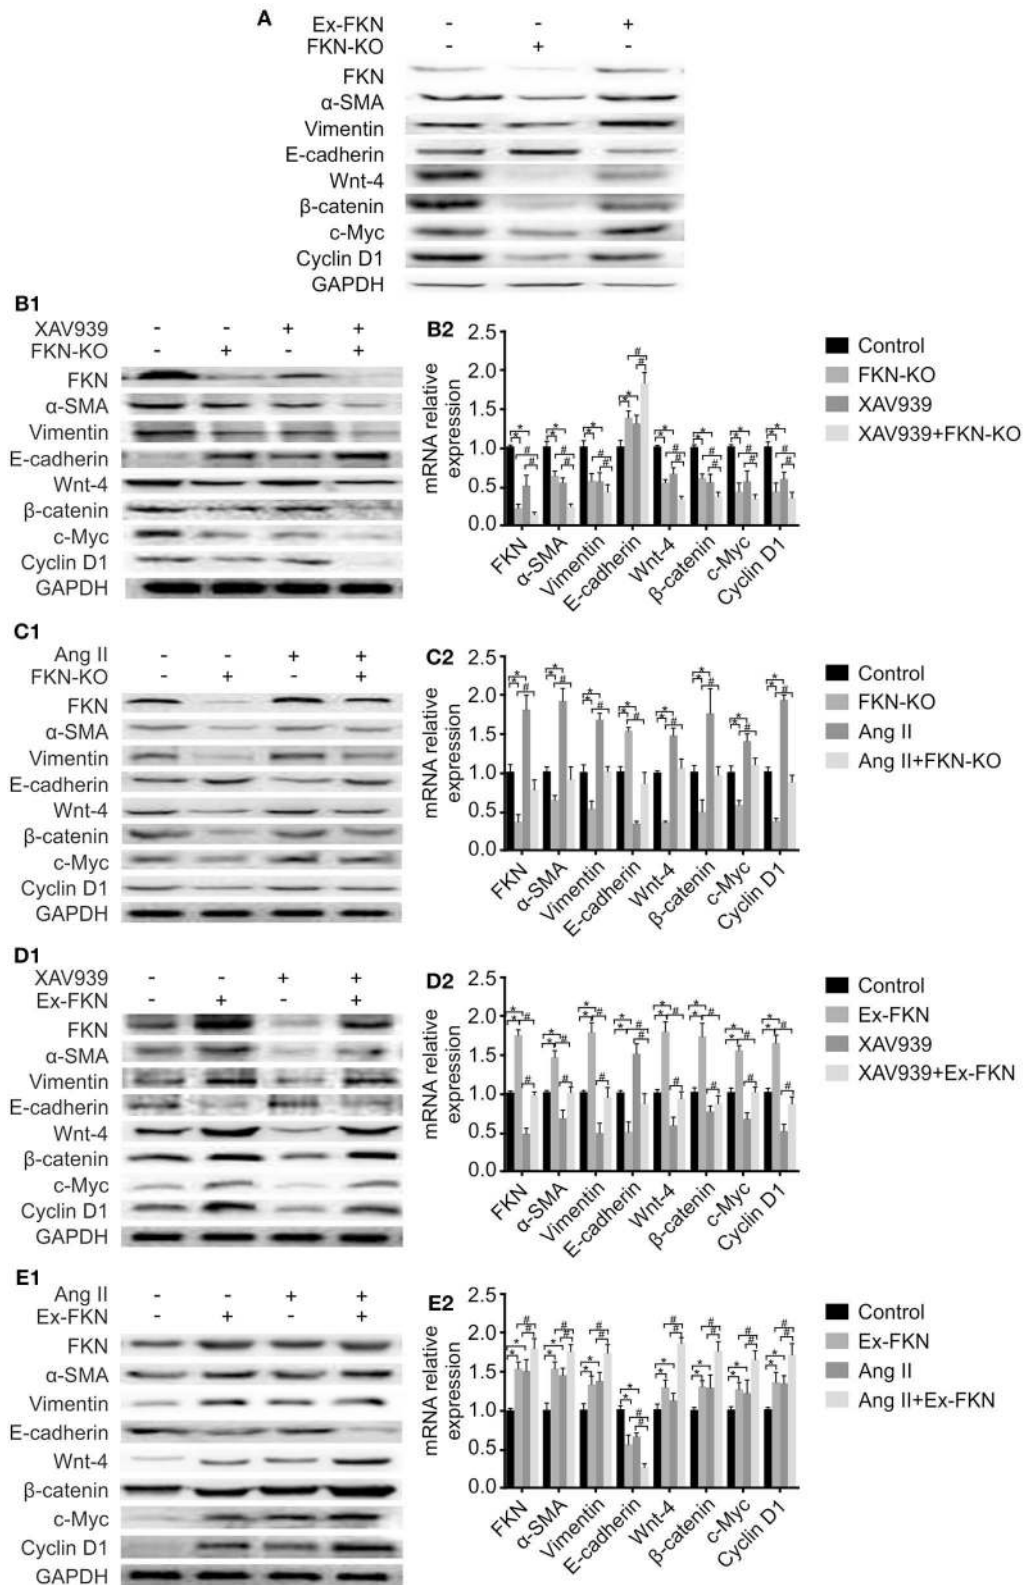 A
Ex-FKN - - +
FKN-KO - + -
FKN
α-SMA
Vimentin
E-cadherin
Wnt-4
β-catenin
c-Myc
Cyclin D1
GAPDH
B1
XAV939 - - + +
FKN-KO - + - +
FKN
α-SMA
Vimentin
E-cadherin
Wnt-4
β-catenin
c-Myc
Cyclin D1
GAPDH
B2
mRNA relative
expression
2.5
2.0
1.5
1.0
0.5
0.0
FKN
α-SMA
Vimentin
E-cadherin
Wnt-4
β-catenin
c-Myc
Cyclin D1
Control
FKN-KO
XAV939
XAV939+FKN-KO
C1
Ang II - - + +
FKN-KO - + - +
FKN
α-SMA
Vimentin
E-cadherin
Wnt-4
β-catenin
c-Myc
Cyclin D1
GAPDH
C2
mRNA relative
expression
2.5
2.0
1.5
1.0
0.5
0.0
FKN
α-SMA
Vimentin
E-cadherin
Wnt-4
β-catenin
c-Myc
Cyclin D1
Control
FKN-KO
Ang II
Ang II+FKN-KO
D1
XAV939 - - + +
Ex-FKN - + - +
FKN
α-SMA
Vimentin
E-cadherin
Wnt-4
β-catenin
c-Myc
Cyclin D1
GAPDH
D2
mRNA relative
expression
2.5
2.0
1.5
1.0
0.5
0.0
FKN
α-SMA
Vimentin
E-cadherin
Wnt-4
β-catenin
c-Myc
Cyclin D1
Control
Ex-FKN
XAV939
XAV939+Ex-FKN
E1
Ang II - - + +
Ex-FKN - + - +
FKN
α-SMA
Vimentin
E-cadherin
Wnt-4
β-catenin
c-Myc
Cyclin D1
GAPDH
E2
mRNA relative
expression
2.5
2.0
1.5
1.0
0.5
0.0
FKN
α-SMA
Vimentin
E-cadherin
Wnt-4
β-catenin
c-Myc
Cyclin D1
Control
Ex-FKN
Ang II
Ang II+Ex-FKN